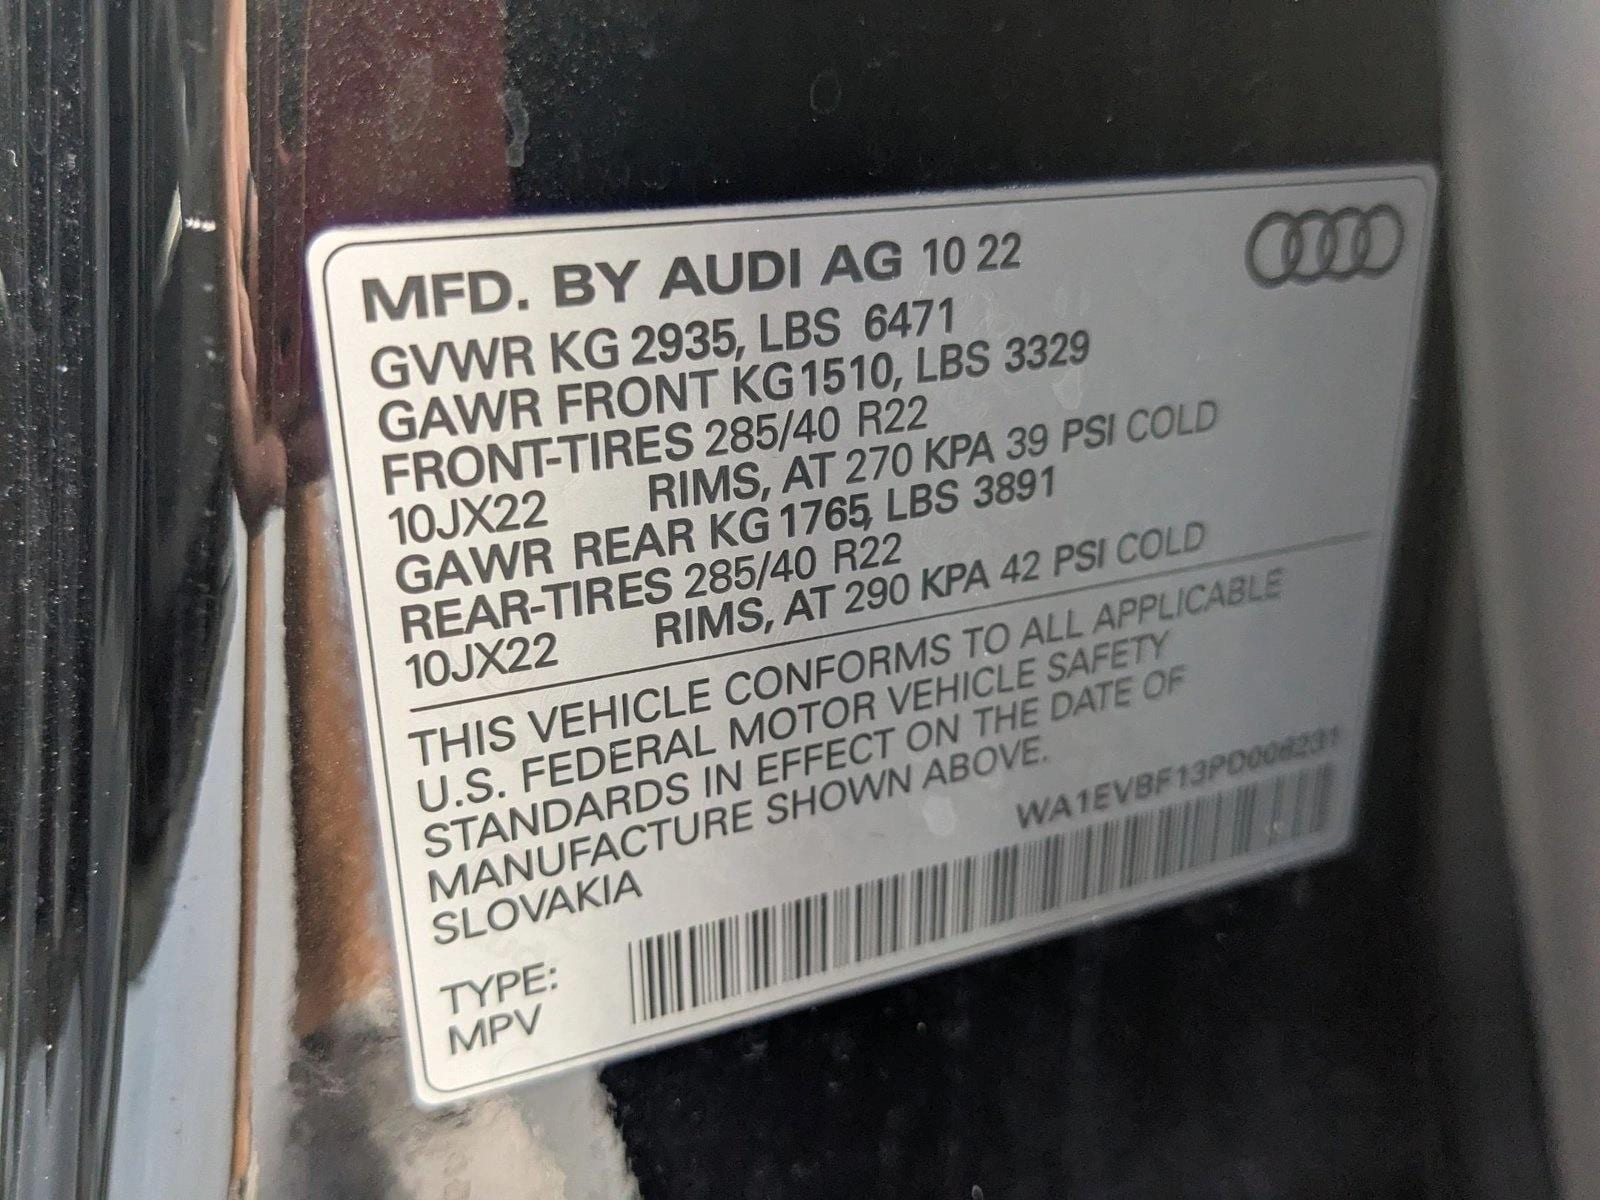 MFD. BY AUDI AG 10 22
GVWR KG 2935, LBS 6471
GAWR FRONT KG 1510, LBS 3329
FRONT-TIRES 285/40 R22
10JX22 RIMS, AT 270 KPA 39 PSI COLD
GAWR REAR KG 1765, LBS 3891
REAR-TIRES 285/40 R22
10JX22 RIMS, AT 290 KPA 42 PSI COLD
THIS VEHICLE CONFORMS TO ALL APPLICABLE
U.S. FEDERAL MOTOR VEHICLE SAFETY
STANDARDS IN EFFECT ON THE DATE OF
MANUFACTURE SHOWN ABOVE.
SLOVAKIA
TYPE:
MPV